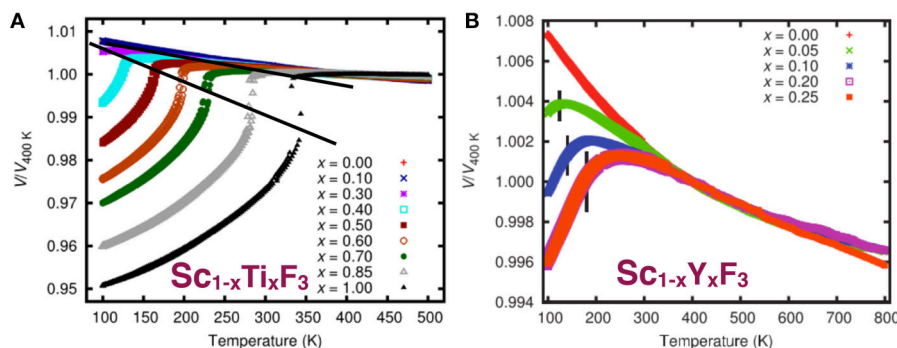 A
1.01
1.00
0.99
0.98
0.97
0.96
0.95
V/V400 K
x = 0.00
x = 0.10
x = 0.30
x = 0.40
x = 0.50
x = 0.60
x = 0.70
x = 0.85
x = 1.00
Sc1-xTixF3
100 150 200 250 300 350 400 450 500
Temperature (K)
B
1.008
1.006
1.004
1.002
1.000
0.998
0.996
0.994
V/V400 K
x = 0.00
x = 0.05
x = 0.10
x = 0.20
x = 0.25
Sc1-xYxF3
100 200 300 400 500 600 700 800
Temperature (K)